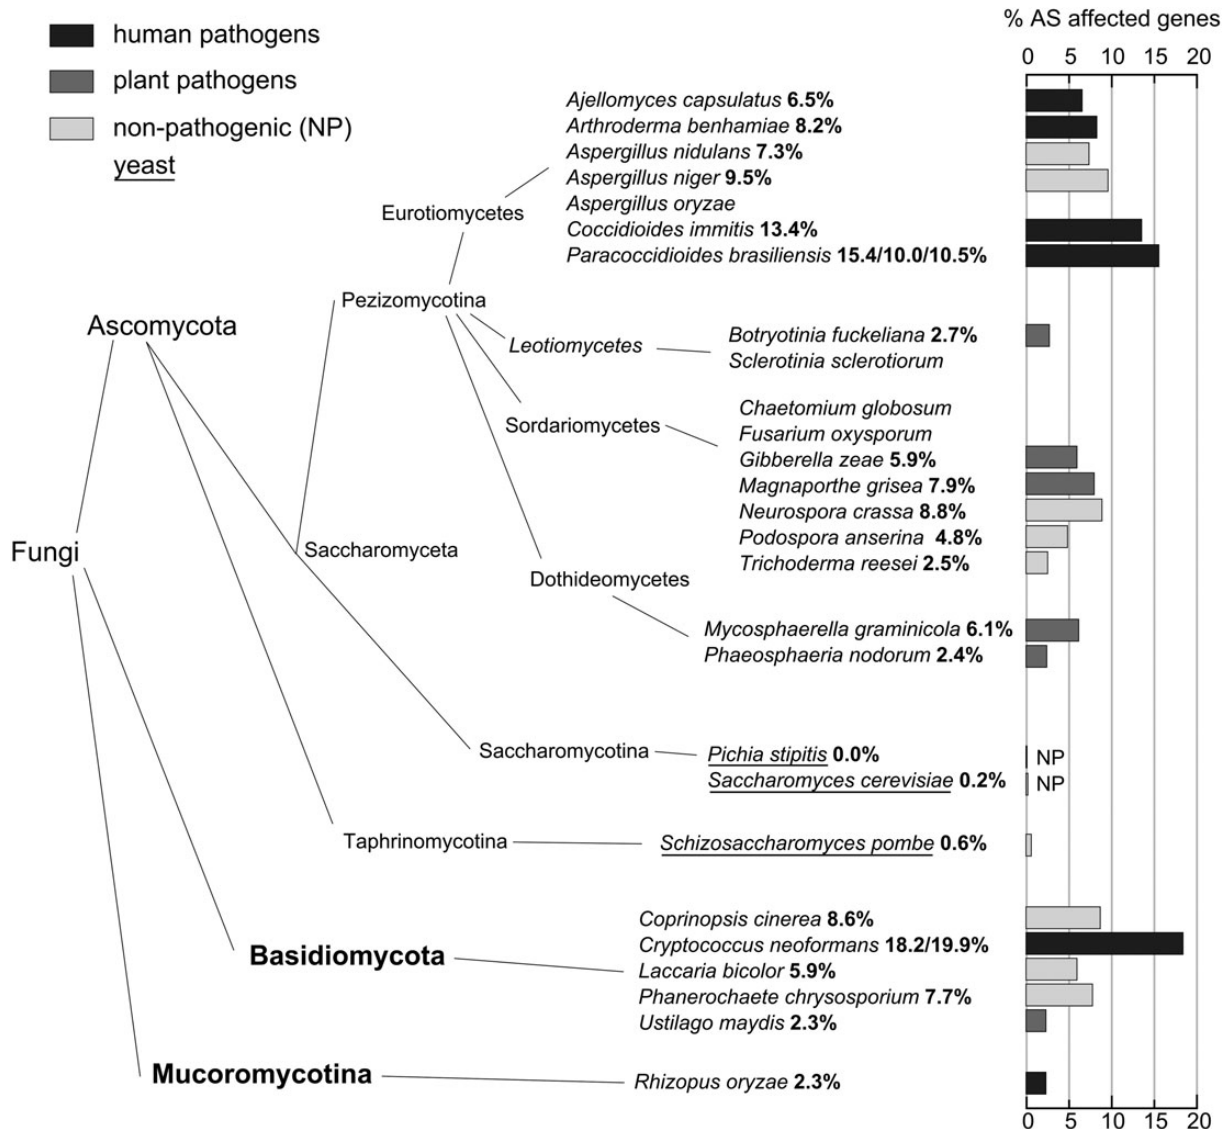 human pathogens
plant pathogens
non-pathogenic (NP)
yeast
% AS affected genes
0 5 10 15 20
Ajellomyces capsulatus 6.5%
Arthroderma benhamiae 8.2%
Aspergillus nidulans 7.3%
Aspergillus niger 9.5%
Aspergillus oryzae
Coccidioides immitis 13.4%
Paracoccidioides brasiliensis 15.4/10.0/10.5%
Eurotiomycetes
Pezizomycotina
Ascomycota
Leotiomycetes
Botryotinia fuckeliana 2.7%
Sclerotinia sclerotiorum
Sordariomycetes
Chaetomium globosum
Fusarium oxysporum
Gibberella zeae 5.9%
Magnaporthe grisea 7.9%
Neurospora crassa 8.8%
Podospora anserina 4.8%
Trichoderma reesei 2.5%
Fungi
Saccharomyceta
Dothideomycetes
Mycosphaerella graminicola 6.1%
Phaeosphaeria nodorum 2.4%
Saccharomycotina
Pichia stipitis 0.0%
NP
Saccharomyces cerevisiae 0.2%
NP
Taphrinomycotina
Schizosaccharomyces pombe 0.6%
Basidiomycota
Coprinopsis cinerea 8.6%
Cryptococcus neoformans 18.2/19.9%
Laccaria bicolor 5.9%
Phanerochaete chrysosporium 7.7%
Ustilago maydis 2.3%
Mucoromycotina
Rhizopus oryzae 2.3%
0 5 10 15 20